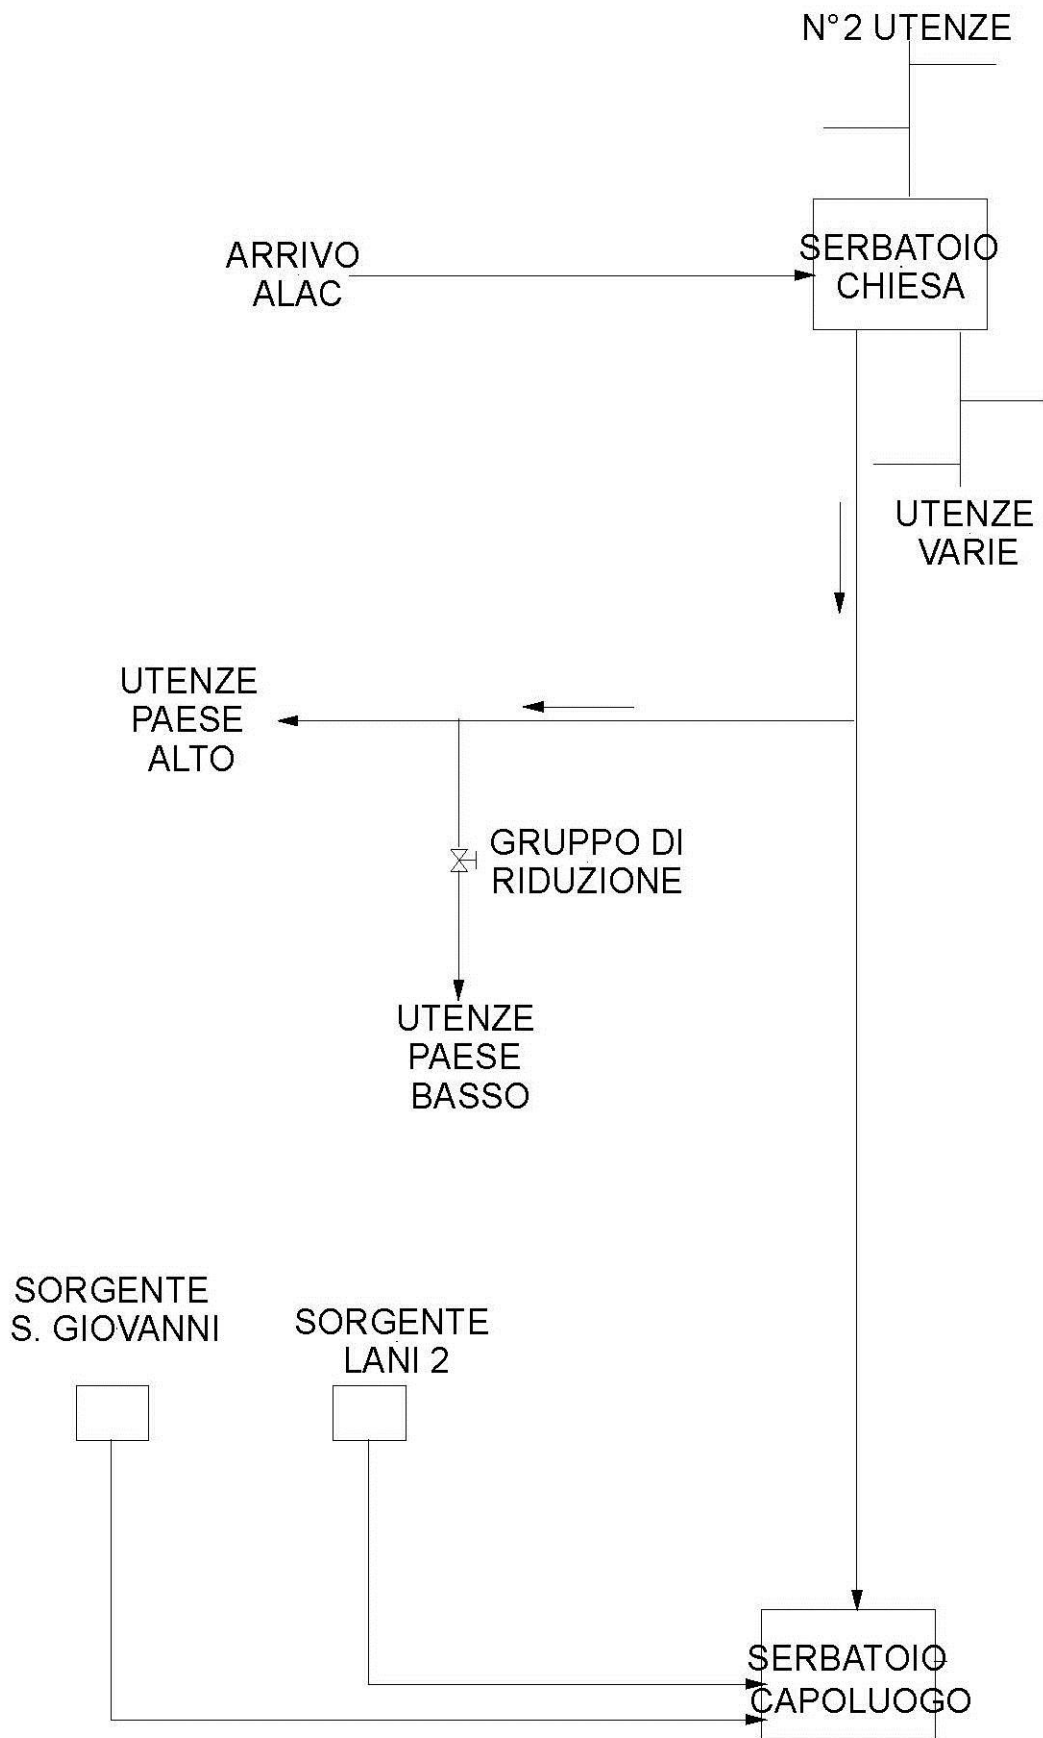 N°2 UTENZE
SERBATOIO
CHIESA
ARRIVO
ALAC
UTENZE
VARIE
UTENZE
PAESE
ALTO
GRUPPO DI
RIDUZIONE
UTENZE
PAESE
BASSO
SORGENTE
S. GIOVANNI
SORGENTE
LANI 2
SERBATOIO
CAPOLUOGO